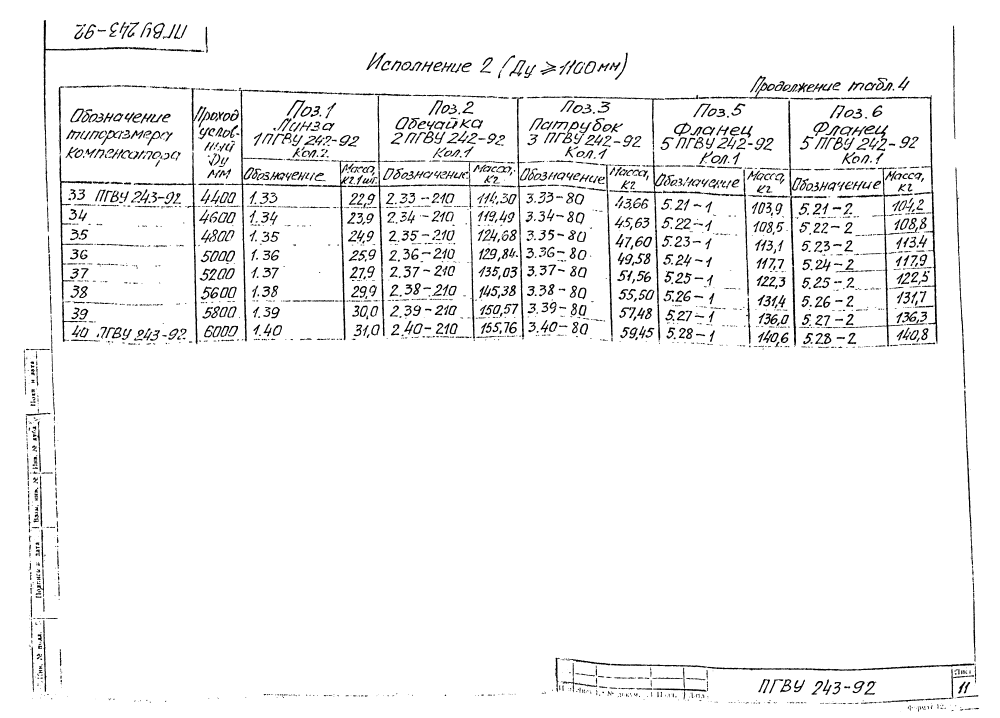 ПГВУ 243-92
Исполнение 2 (Ду ≥ 1100 мм)
Продолжение табл. 4
Обозначение типоразмера компенсатора | Проход условный Ду мм | Поз.1 Линза 1 ПГВУ 242-92 Кол.2 | Поз.2 Обечайка 2 ПГВУ 242-92 Кол.1 | Поз.3 Патрубок 3 ПГВУ 242-92 Кол.1 | Поз.5 Фланец 5 ПГВУ 242-92 Кол.1 | Поз.6 Фланец 5 ПГВУ 242-92 Кол.1
Обозначение | Масса, кг 1 шт. | Обозначение | Масса, кг | Обозначение | Масса, кг | Обозначение | Масса, кг | Обозначение | Масса, кг
33 ПГВУ 243-92 | 4400 | 1.33 | 22,9 | 2.33-210 | 114,30 | 3.33-80 | 43,66 | 5.21-1 | 103,9 | 5.21-2 | 104,2
34 | 4600 | 1.34 | 23,9 | 2.34-210 | 119,49 | 3.34-80 | 45,63 | 5.22-1 | 108,5 | 5.22-2 | 108,8
35 | 4800 | 1.35 | 24,9 | 2.35-210 | 124,68 | 3.35-80 | 47,60 | 5.23-1 | 113,1 | 5.23-2 | 113,4
36 | 5000 | 1.36 | 25,9 | 2.36-210 | 129,84 | 3.36-80 | 49,58 | 5.24-1 | 117,7 | 5.24-2 | 117,9
37 | 5200 | 1.37 | 27,9 | 2.37-210 | 135,03 | 3.37-80 | 51,56 | 5.25-1 | 122,3 | 5.25-2 | 122,5
38 | 5600 | 1.38 | 29,9 | 2.38-210 | 145,38 | 3.38-80 | 55,50 | 5.26-1 | 131,4 | 5.26-2 | 131,7
39 | 5800 | 1.39 | 30,0 | 2.39-210 | 150,57 | 3.39-80 | 57,48 | 5.27-1 | 136,0 | 5.27-2 | 136,3
40 ПГВУ 243-92 | 6000 | 1.40 | 31,0 | 2.40-210 | 155,76 | 3.40-80 | 59,45 | 5.28-1 | 140,6 | 5.28-2 | 140,8
Подп. и дата
Инв. № дубл.
Взам. инв. №
Подпись и дата
Инв. № подл.
Лист № докум. Подп. Дата
ПГВУ 243-92
Лист
11
Формат